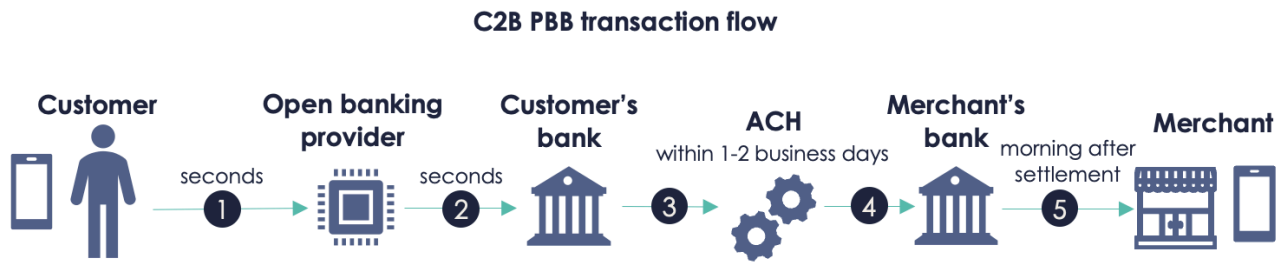 C2B PBB transaction flow
Customer
Open banking
provider
Customer's
bank
ACH
Merchant's
bank
Merchant
seconds
seconds
within 1-2 business days
morning after
settlement
1
2
3
4
5